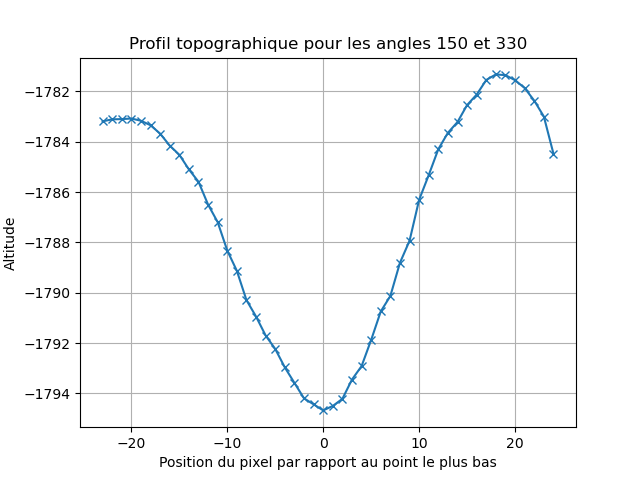 Profil topographique pour les angles 150 et 330
Altitude
−1782
−1784
−1786
−1788
−1790
−1792
−1794
−20 −10 0 10 20
Position du pixel par rapport au point le plus bas